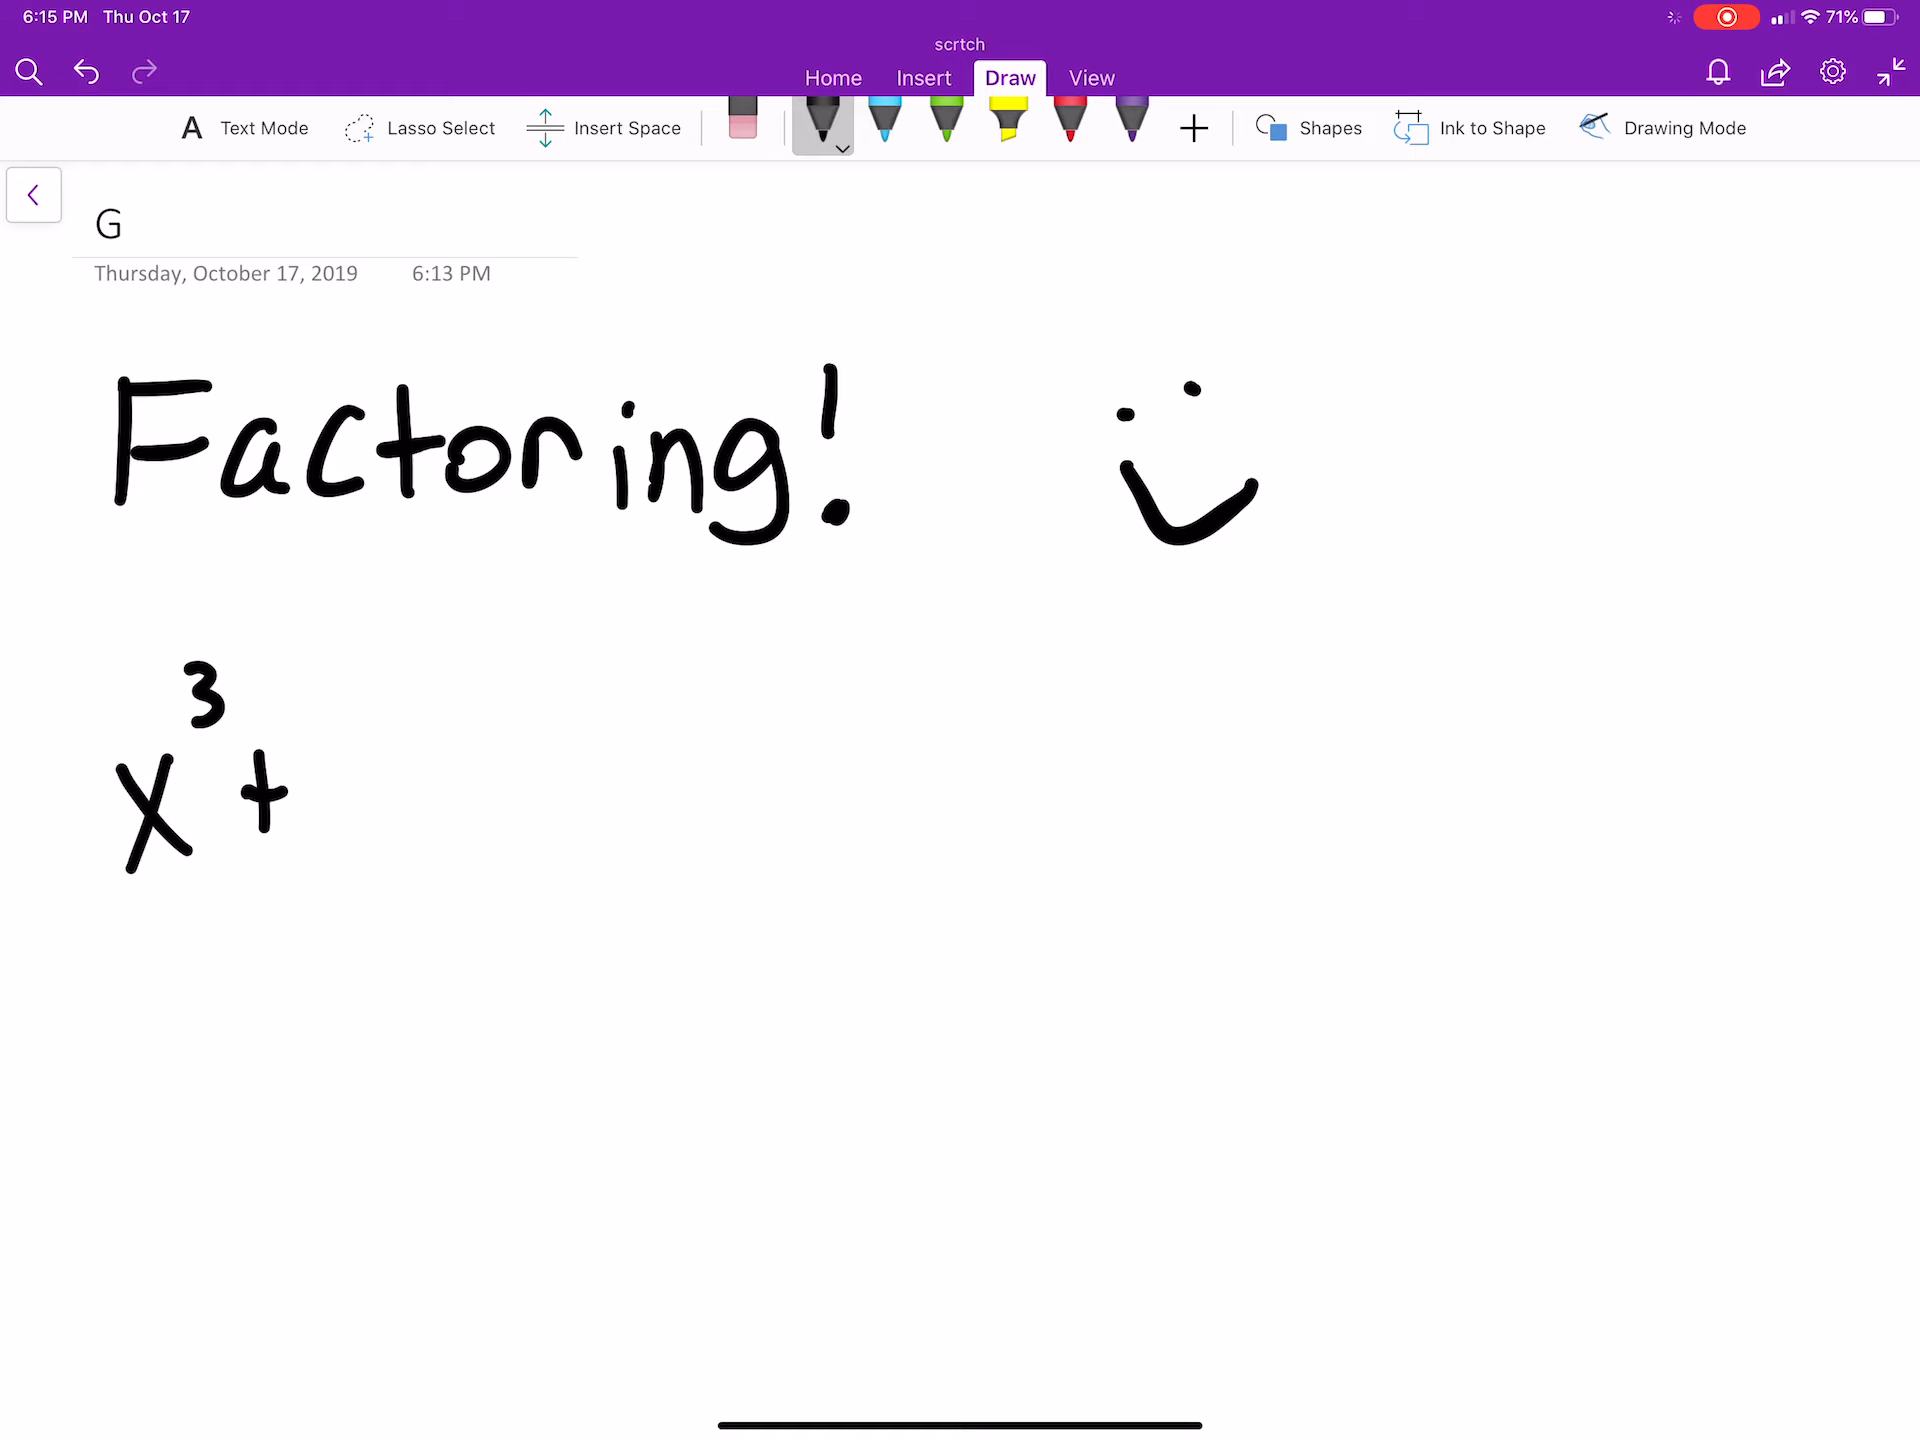 6:15 PM Thu Oct 17 71%
scrtch
Home Insert Draw View
A Text Mode Lasso Select Insert Space Shapes Ink to Shape Drawing Mode
G
Thursday, October 17, 2019 6:13 PM
Factoring!
x³ +